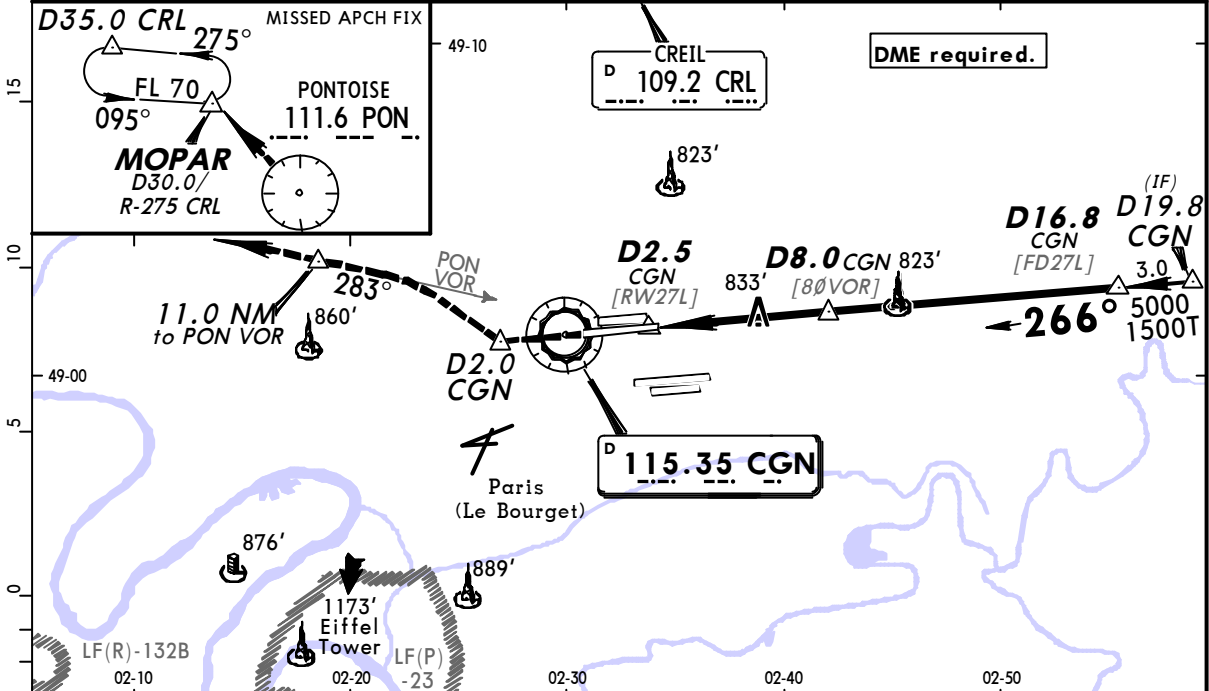 D35.0 CRL
MISSED APCH FIX
275°
FL 70
095°
MOPAR
D30.0/
R-275 CRL
PONTOISE
111.6 PON
49-10
CREIL
D 109.2 CRL
DME required.
15
823'
(IF)
D19.8
CGN
D16.8
CGN
[FD27L]
3.0
D2.5
CGN
[RW27L]
833'
D8.0 CGN
[80VOR]
823'
266°
5000
1500T
10
PON
VOR
283°
11.0 NM
to PON VOR
860'
D2.0
CGN
49-00
5
D 115.35 CGN
Paris
(Le Bourget)
876'
889'
0
1173'
Eiffel
Tower
LF(R)-132B
LF(P)
-23
02-10
02-20
02-30
02-40
02-50